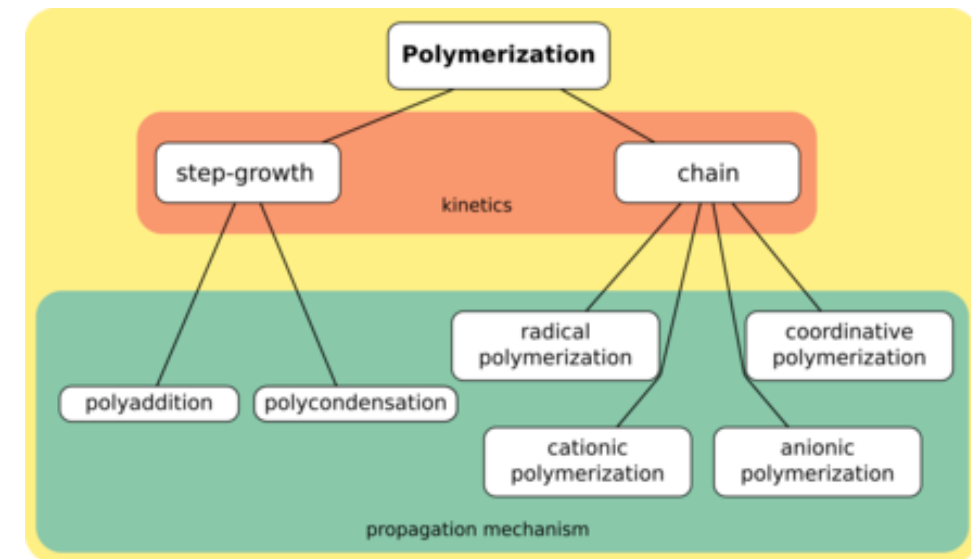 Polymerization
step-growth
chain
kinetics
radical
polymerization
coordinative
polymerization
polyaddition
polycondensation
cationic
polymerization
anionic
polymerization
propagation mechanism